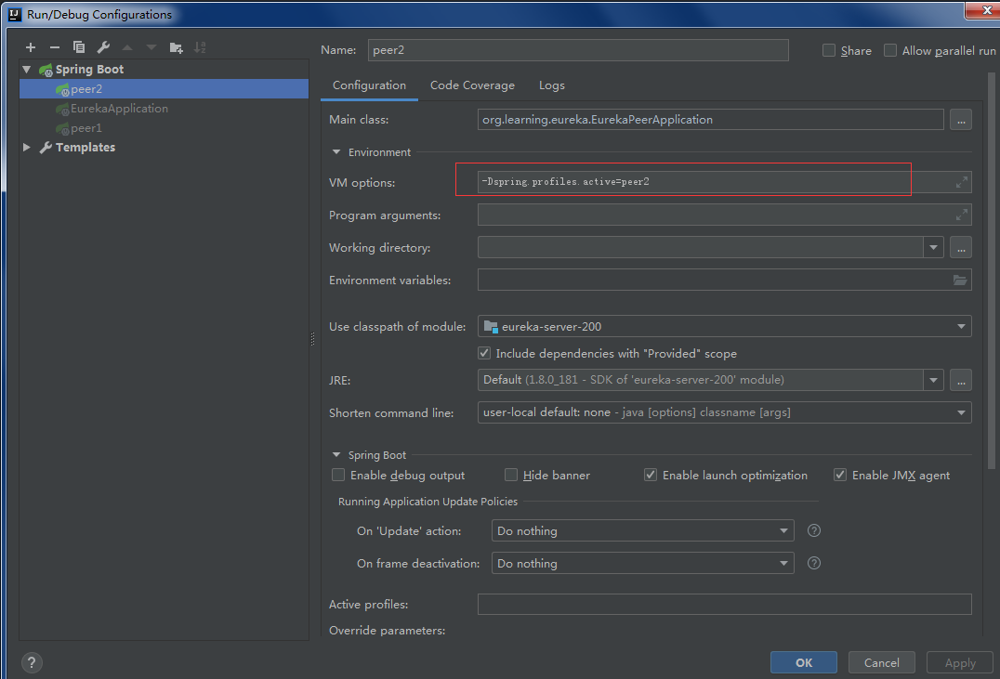 Run/Debug Configurations
Name: peer2 Share Allow parallel run
Spring Boot
peer2
EurekaApplication
peer1
Templates
Configuration Code Coverage Logs
Main class: org.learning.eureka.EurekaPeerApplication ...
Environment
VM options: -Dspring.profiles.active=peer2
Program arguments:
Working directory: ...
Environment variables:
Use classpath of module: eureka-server-200
Include dependencies with "Provided" scope
JRE: Default (1.8.0_181 - SDK of 'eureka-server-200' module) ...
Shorten command line: user-local default: none - java [options] classname [args]
Spring Boot
Enable debug output Hide banner Enable launch optimization Enable JMX agent
Running Application Update Policies
On 'Update' action: Do nothing ?
On frame deactivation: Do nothing ?
Active profiles:
Override parameters:
? OK Cancel Apply